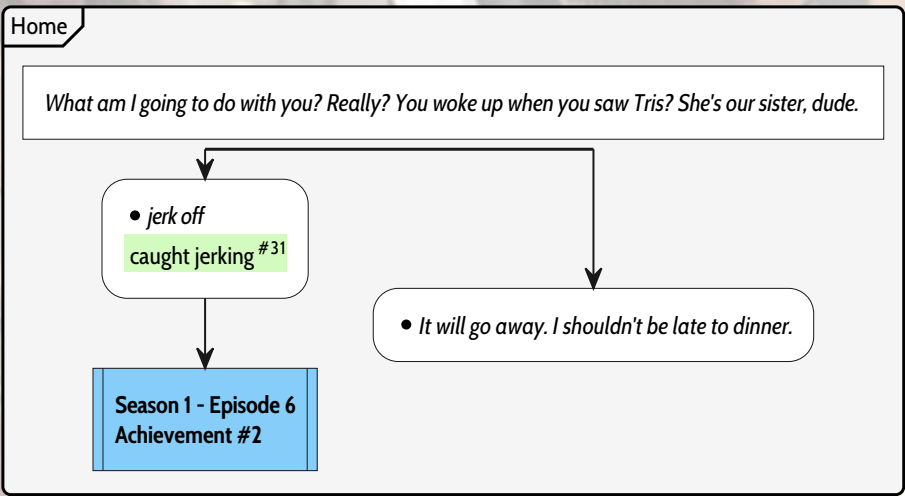 Home
What am I going to do with you? Really? You woke up when you saw Tris? She's our sister, dude.
• jerk off
caught jerking #31
• It will go away. I shouldn't be late to dinner.
Season 1 - Episode 6
Achievement #2